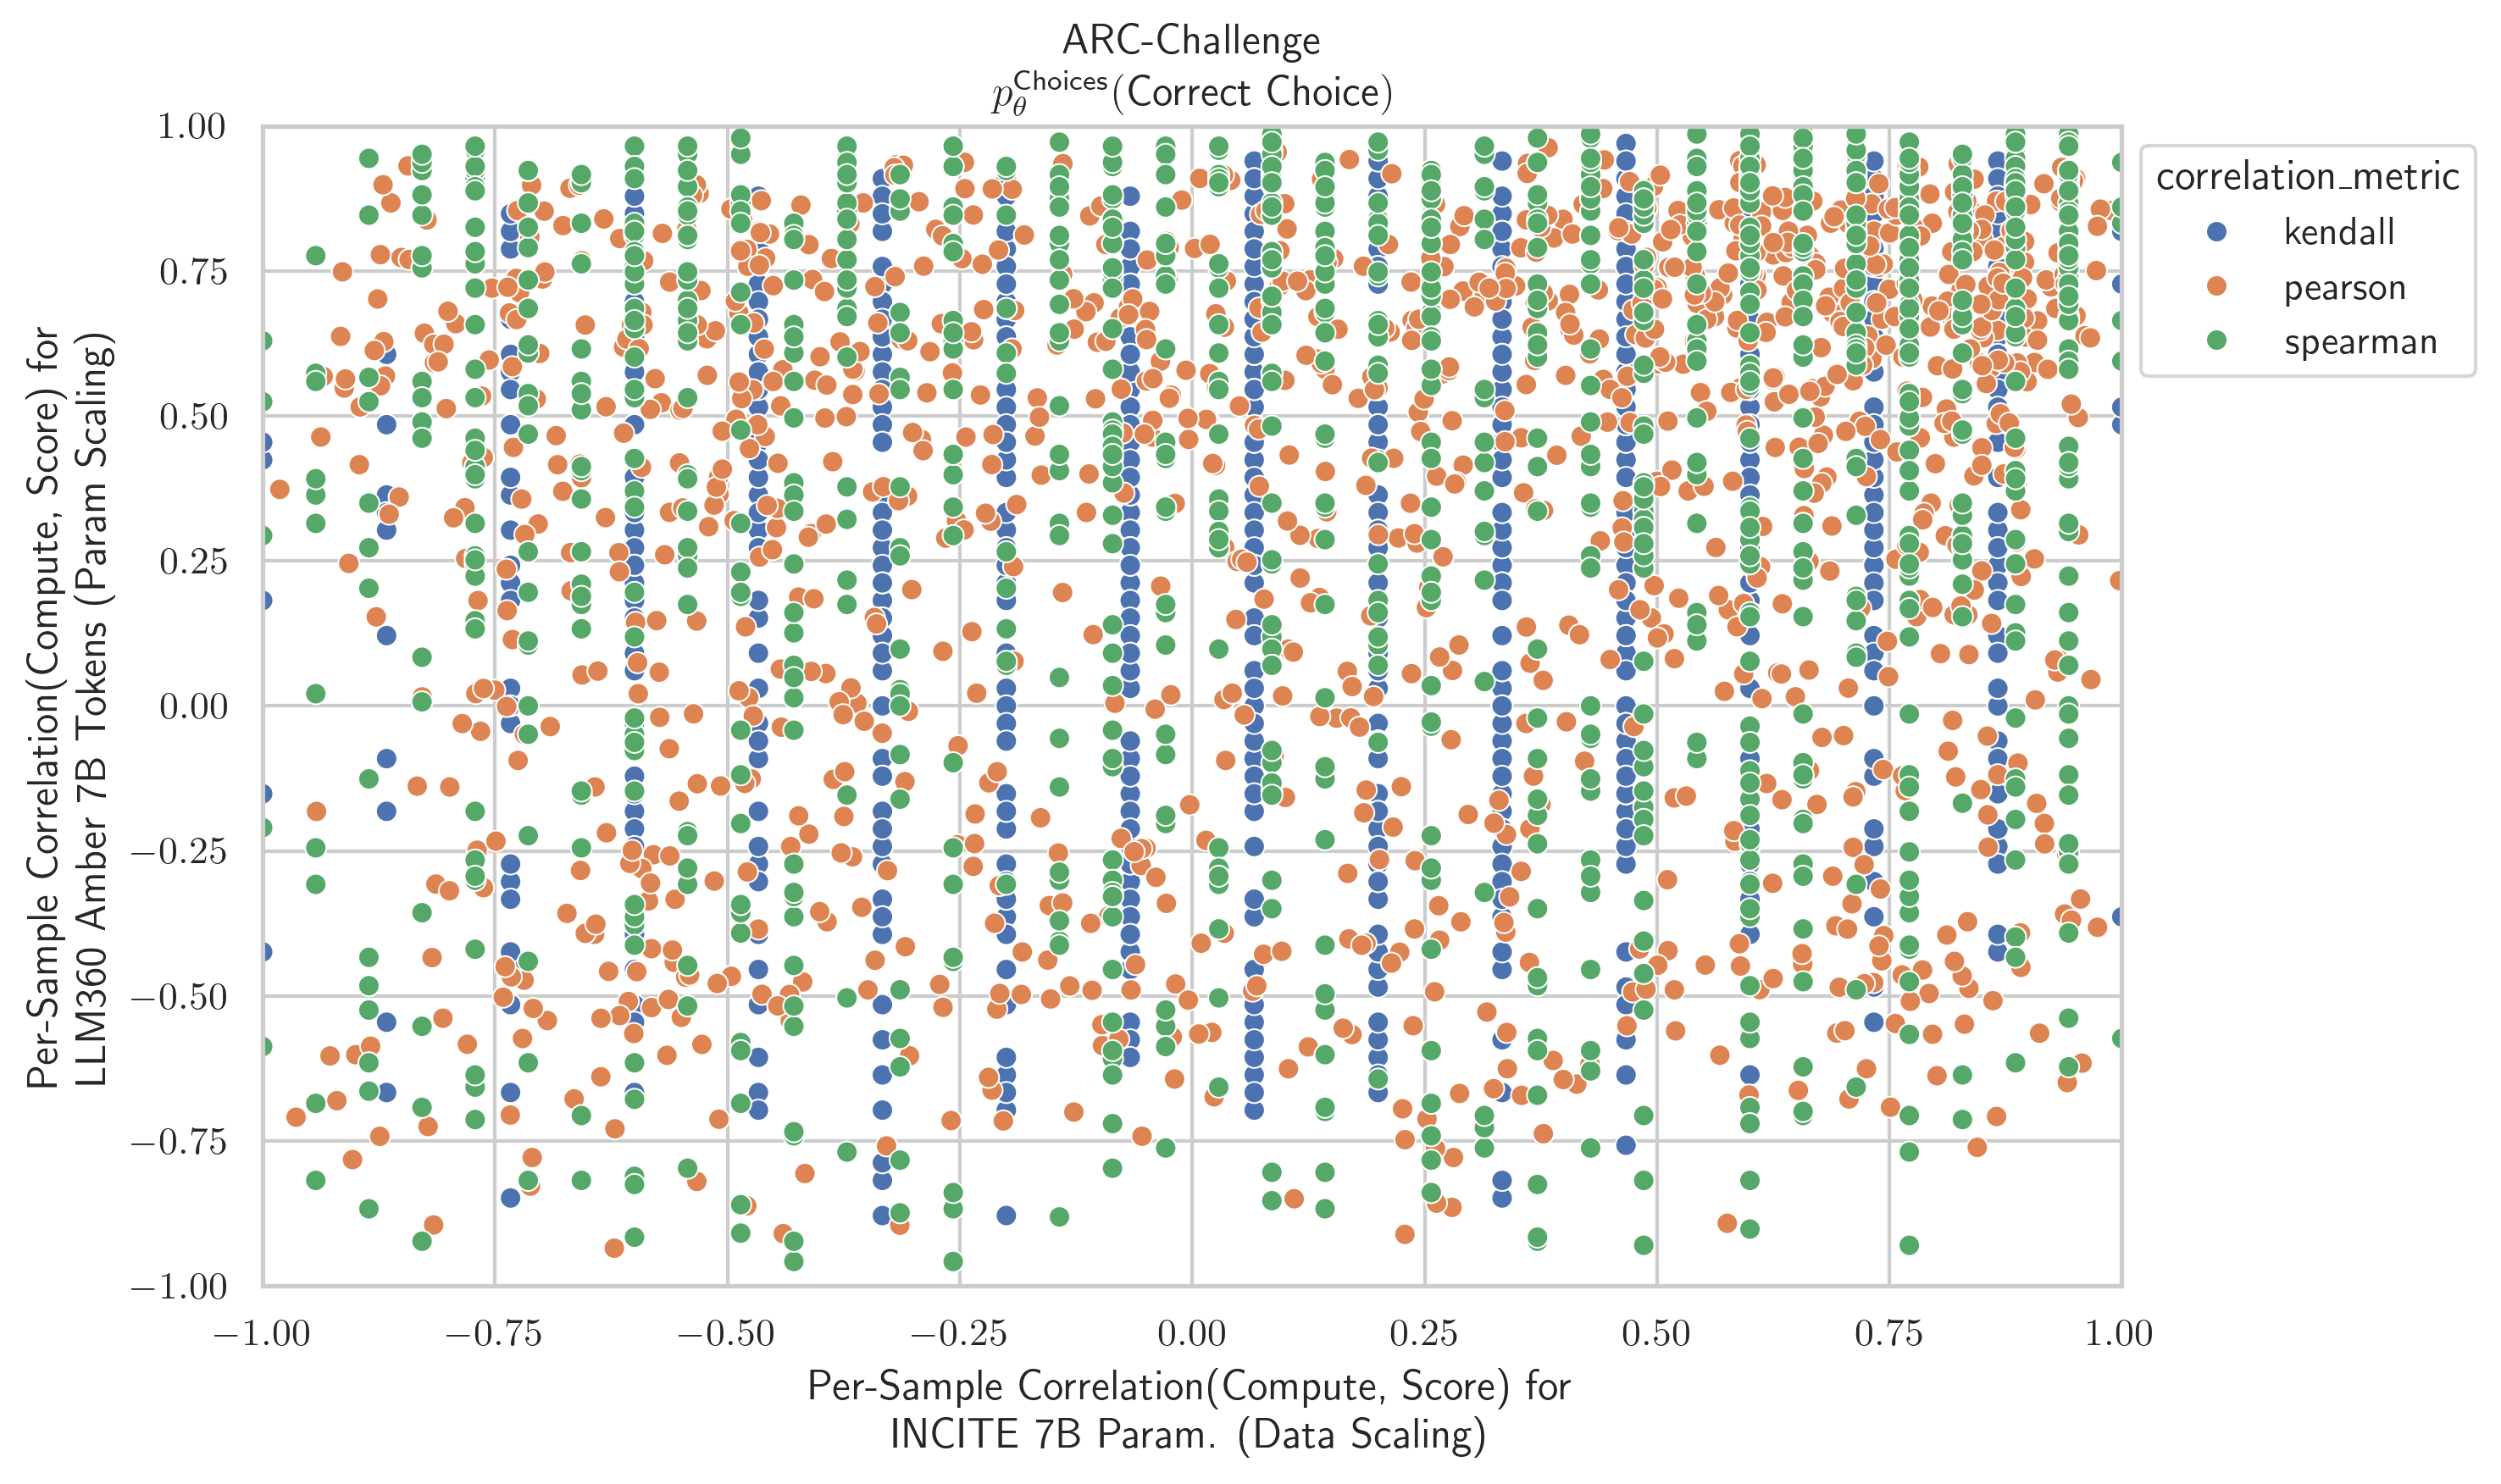 ARC-Challenge
p_θ^Choices(Correct Choice)
Per-Sample Correlation(Compute, Score) for
LLM360 Amber 7B Tokens (Param Scaling)
1.00
0.75
0.50
0.25
0.00
−0.25
−0.50
−0.75
−1.00
−1.00 −0.75 −0.50 −0.25 0.00 0.25 0.50 0.75 1.00
Per-Sample Correlation(Compute, Score) for
INCITE 7B Param. (Data Scaling)
correlation_metric
kendall
pearson
spearman